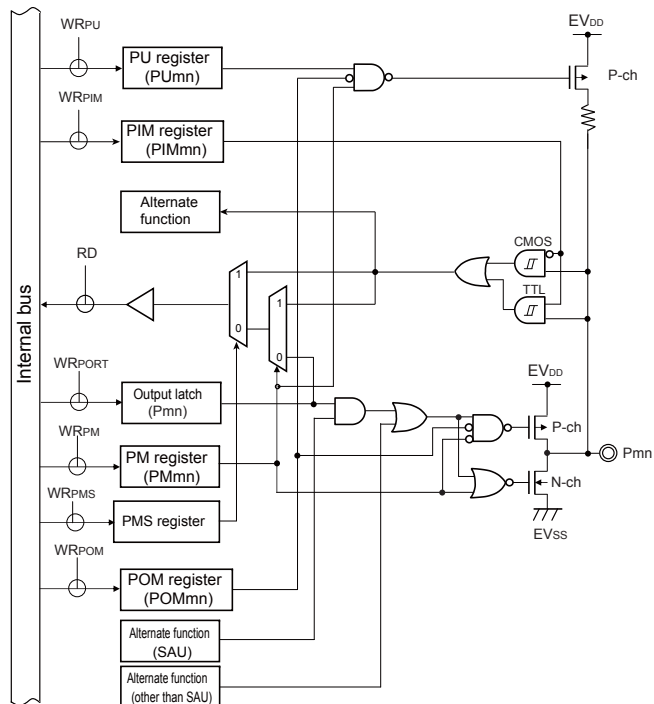 WRPU
PU register
(PUmn)
EVDD
P-ch
WRPIM
PIM register
(PIMmn)
Alternate
function
CMOS
RD
1
0
1
0
TTL
Internal bus
WRPORT
Output latch
(Pmn)
EVDD
P-ch
Pmn
WRPM
PM register
(PMmn)
N-ch
WRPMS
PMS register
EVSS
WRPOM
POM register
(POMmn)
Alternate function
(SAU)
Alternate function
(other than SAU)